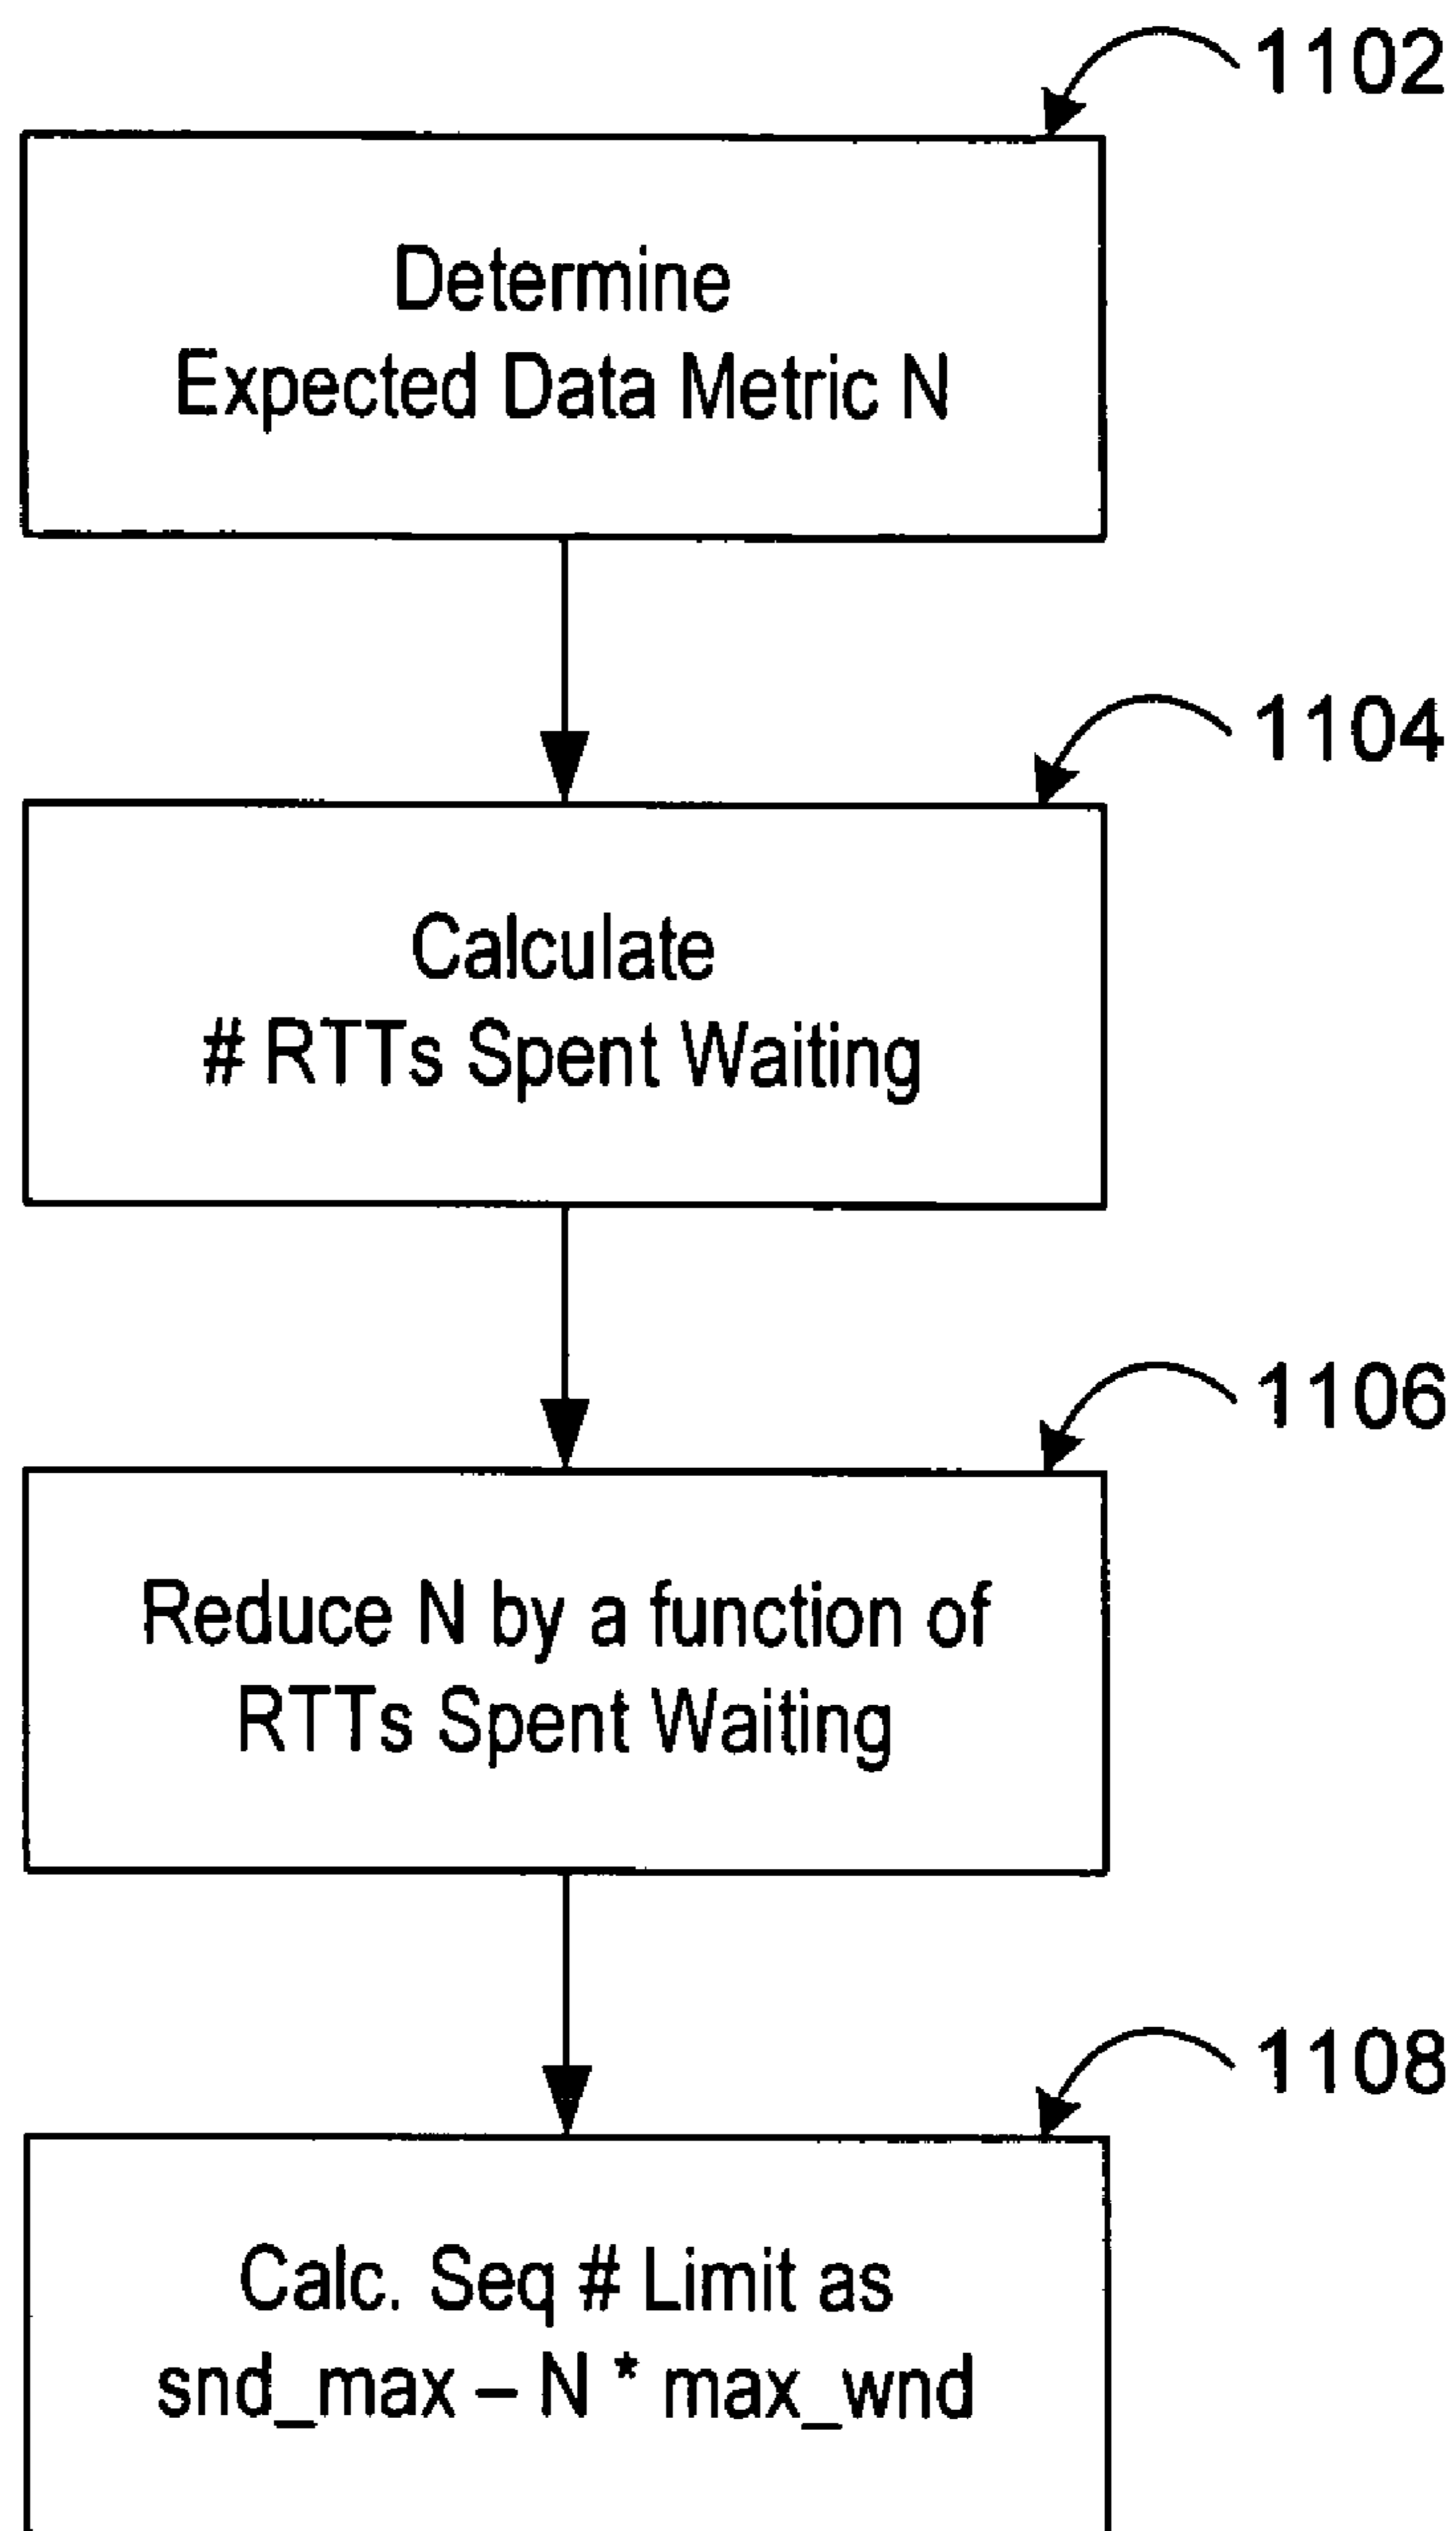 1102
Determine
Expected Data Metric N
1104
Calculate
# RTTs Spent Waiting
1106
Reduce N by a function of
RTTs Spent Waiting
1108
Calc. Seq # Limit as
snd_max – N * max_wnd